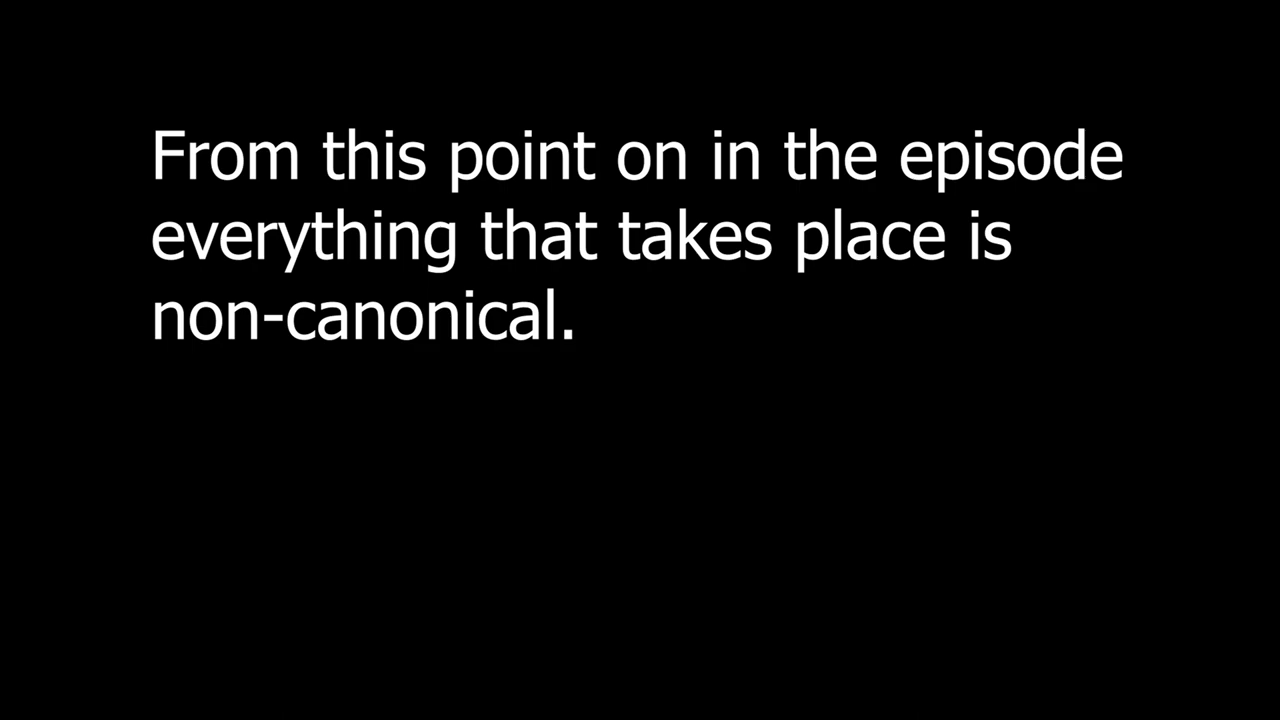 From this point on in the episode
everything that takes place is
non-canonical.